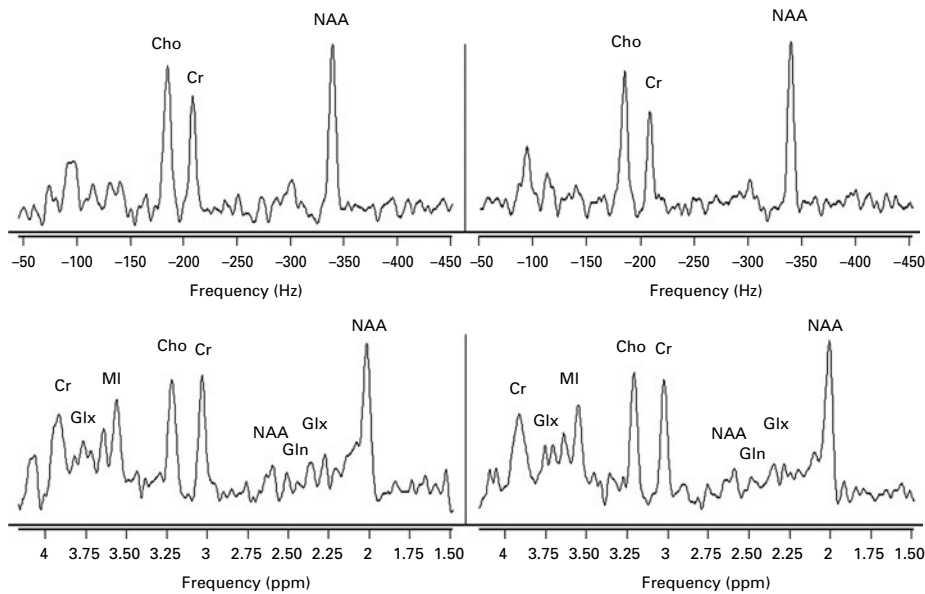 NAA NAA
Cho Cho
Cr Cr
−50 −100 −150 −200 −250 −300 −350 −400 −450 −50 −100 −150 −200 −250 −300 −350 −400 −450
Frequency (Hz) Frequency (Hz)
NAA NAA
Cho Cr Cho Cr
Cr MI Cr MI
Glx Glx Glx Glx
NAA NAA
Gln Gln
4 3.75 3.50 3.25 3 2.75 2.50 2.25 2 1.75 1.50 4 3.75 3.50 3.25 3 2.75 2.50 2.25 2 1.75 1.50
Frequency (ppm) Frequency (ppm)